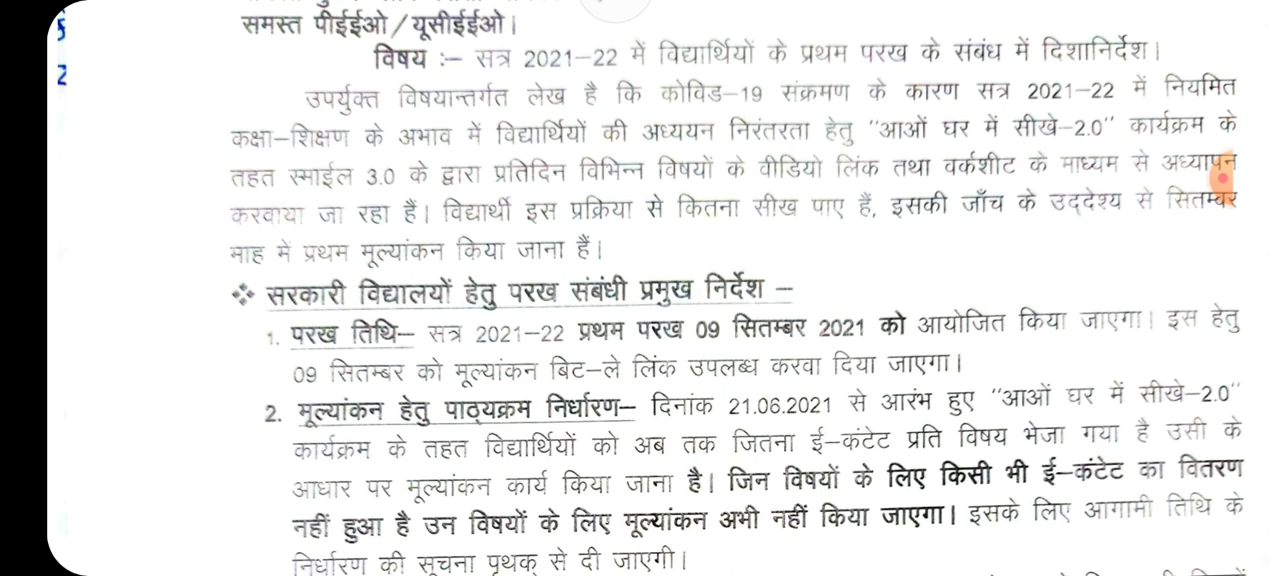 5
2
समस्त पीईईओ / यूसीईईओ।
विषय :– सत्र 2021–22 में विद्यार्थियों के प्रथम परख के संबंध में दिशानिर्देश।
उपर्युक्त विषयान्तर्गत लेख है कि कोविड–19 संक्रमण के कारण सत्र 2021–22 में नियमित
कक्षा–शिक्षण के अभाव में विद्यार्थियों की अध्ययन निरंतरता हेतु “आओं घर में सीखे–2.0” कार्यक्रम के
तहत स्माईल 3.0 के द्वारा प्रतिदिन विभिन्न विषयों के वीडियो लिंक तथा वर्कशीट के माध्यम से अध्यापन
करवाया जा रहा हैं। विद्यार्थी इस प्रक्रिया से कितना सीख पाए हैं, इसकी जाँच के उद्देश्य से सितम्बर
माह में प्रथम मूल्यांकन किया जाना हैं।
❖ सरकारी विद्यालयों हेतु परख संबंधी प्रमुख निर्देश –
1. परख तिथि– सत्र 2021–22 प्रथम परख 09 सितम्बर 2021 को आयोजित किया जाएगा। इस हेतु
09 सितम्बर को मूल्यांकन बिट–ले लिंक उपलब्ध करवा दिया जाएगा।
2. मूल्यांकन हेतु पाठ्यक्रम निर्धारण– दिनांक 21.06.2021 से आरंभ हुए “आओं घर में सीखे–2.0”
कार्यक्रम के तहत विद्यार्थियों को अब तक जितना ई–कंटेट प्रति विषय भेजा गया है उसी के
आधार पर मूल्यांकन कार्य किया जाना है। जिन विषयों के लिए किसी भी ई–कंटेट का वितरण
नहीं हुआ है उन विषयों के लिए मूल्यांकन अभी नहीं किया जाएगा। इसके लिए आगामी तिथि के
निर्धारण की सूचना पृथक् से दी जाएगी।